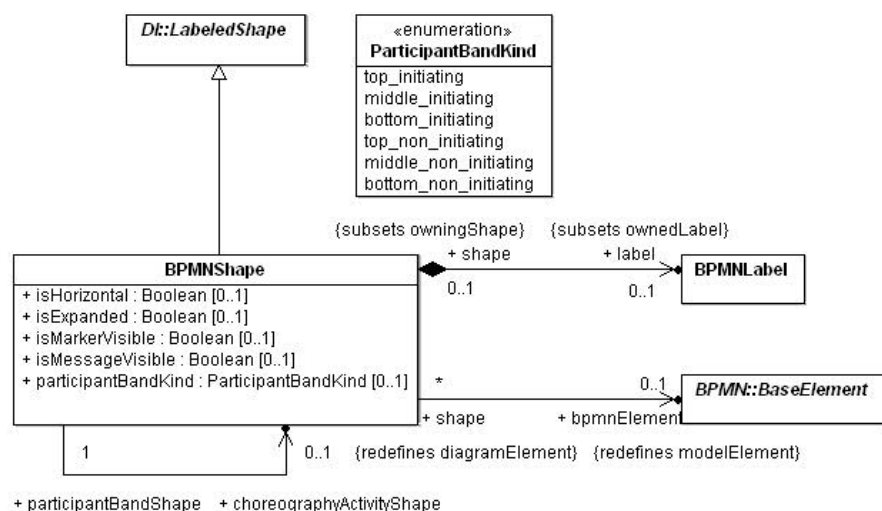 DI::LabeledShape
«enumeration»
ParticipantBandKind
top_initiating
middle_initiating
bottom_initiating
top_non_initiating
middle_non_initiating
bottom_non_initiating
{subsets owningShape} {subsets ownedLabel}
+ shape + label
BPMNShape
BPMNLabel
0..1 0..1
+ isHorizontal : Boolean [0..1]
+ isExpanded : Boolean [0..1]
+ isMarkerVisible : Boolean [0..1]
+ isMessageVisible : Boolean [0..1]
+ participantBandKind : ParticipantBandKind [0..1]
* 0..1
BPMN::BaseElement
+ shape + bpmnElement
1 0..1 {redefines diagramElement} {redefines modelElement}
+ participantBandShape + choreographyActivityShape